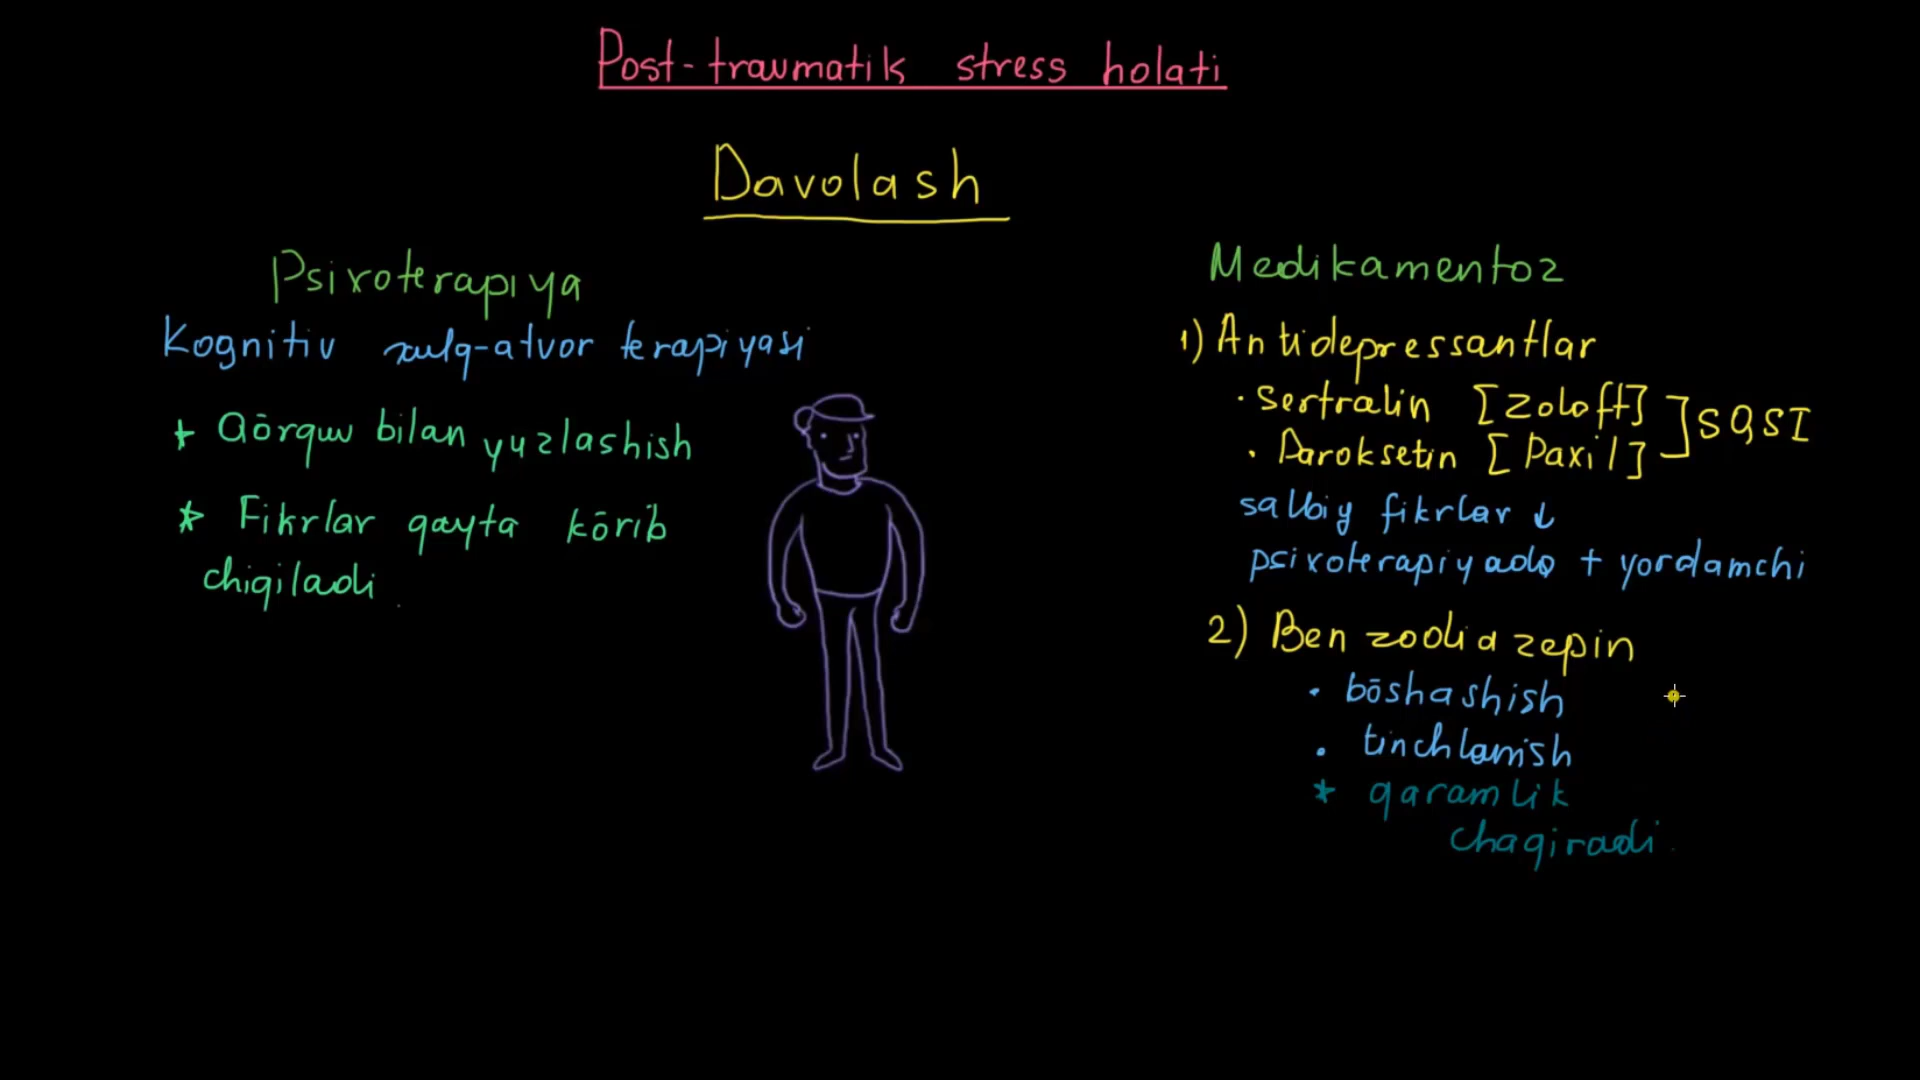 Post-travmatik stress holati
Davolash
Psixoterapiya
Kognitiv xulq-atvor terapiyasi
* Qōrquv bilan yuzlashish
* Fikrlar qayta kōrib
chiqiladi.
Medikamentoz
1) Antidepressantlar
• Sertralin [Zoloft]
• Paroksetin [Paxil]
] SQSI
salbiy fikrlar ↓
psixoterapiyada + yordamchi
2) Benzodiazepin
• bōshashish
• tinchlanish
* qaramlik
chaqiradi.